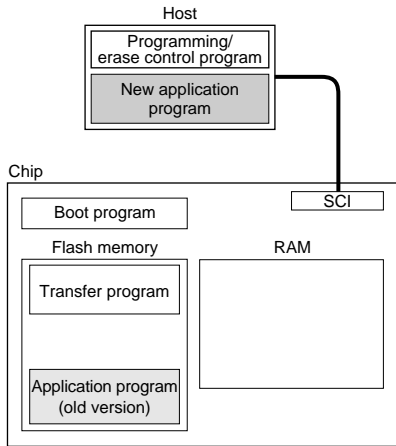 Host
Programming/
erase control program
New application
program
Chip
SCI
Boot program
Flash memory
RAM
Transfer program
Application program
(old version)